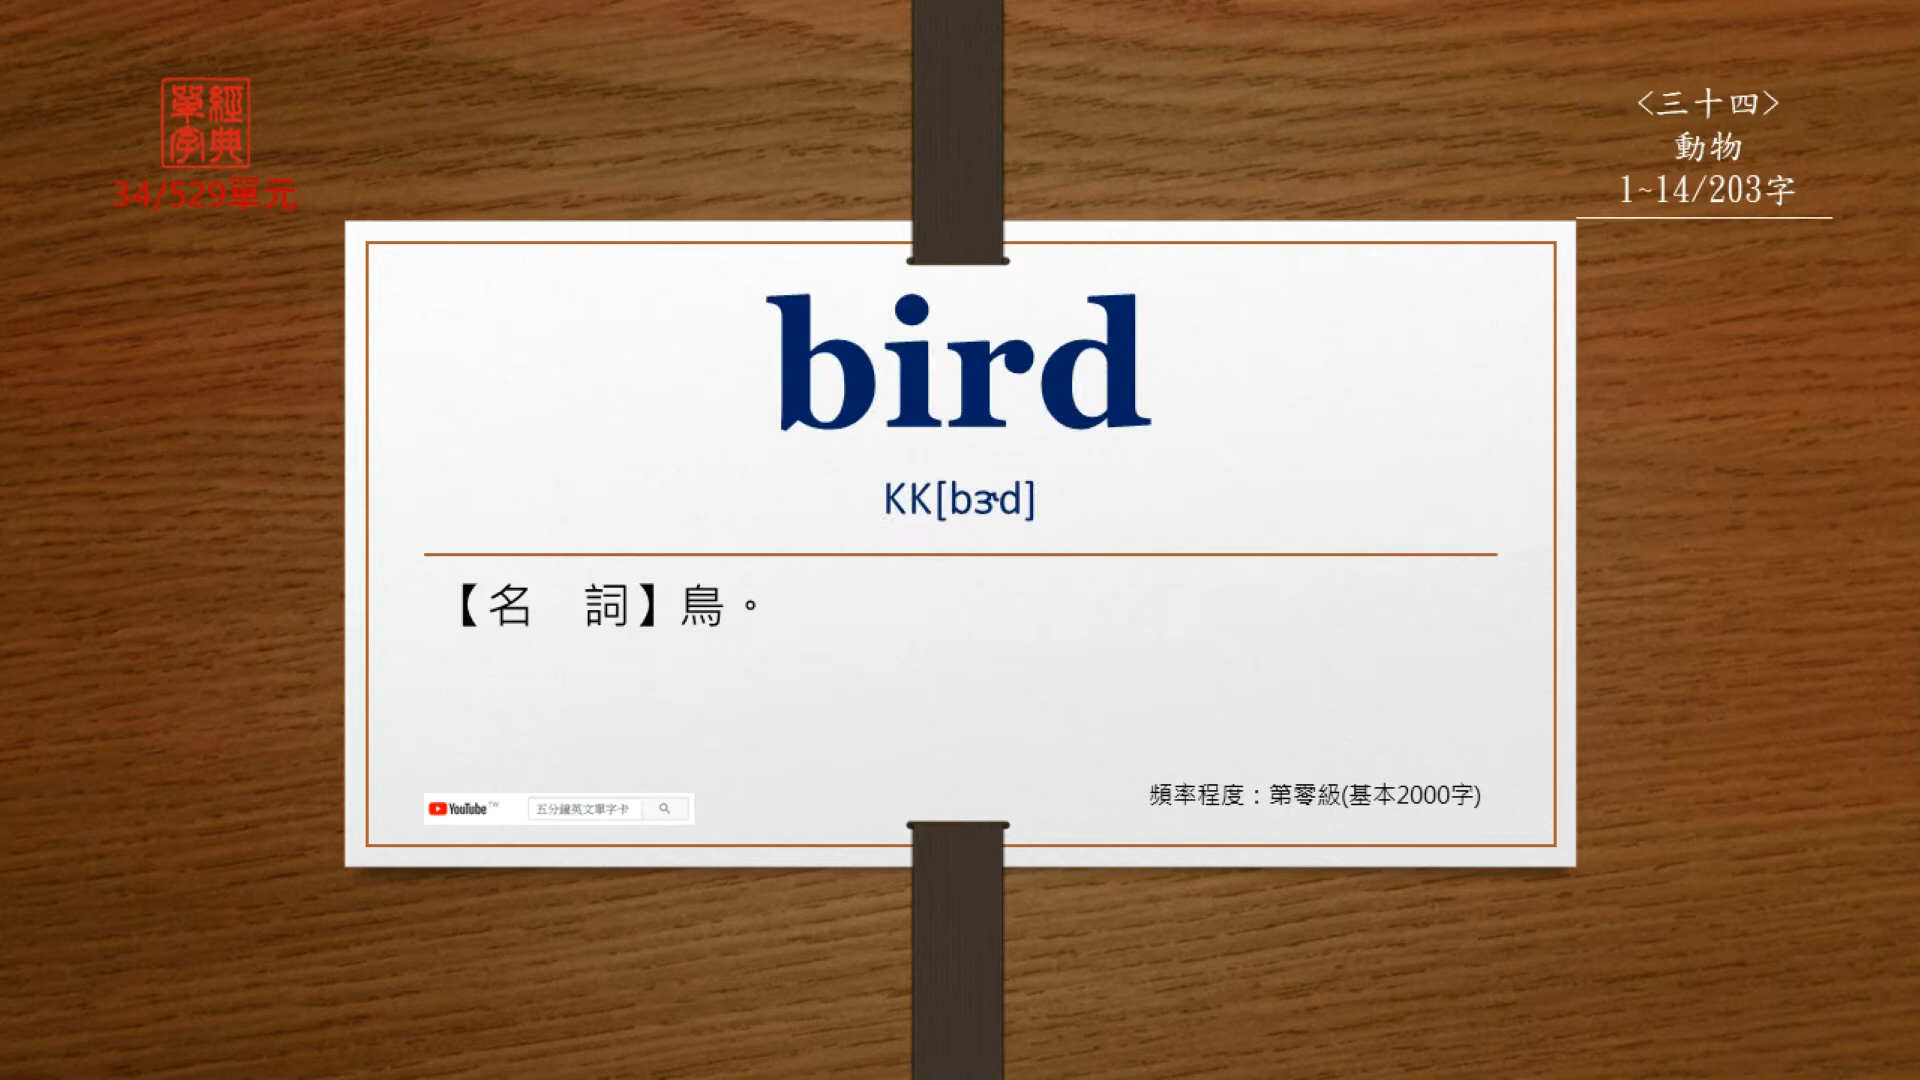 經典
單字
34/529單元
<三十四>
動物
1~14/203字
bird
KK[bɝd]
【名　詞】鳥。
YouTube TW
五分鐘英文單字卡
頻率程度：第零級(基本2000字)